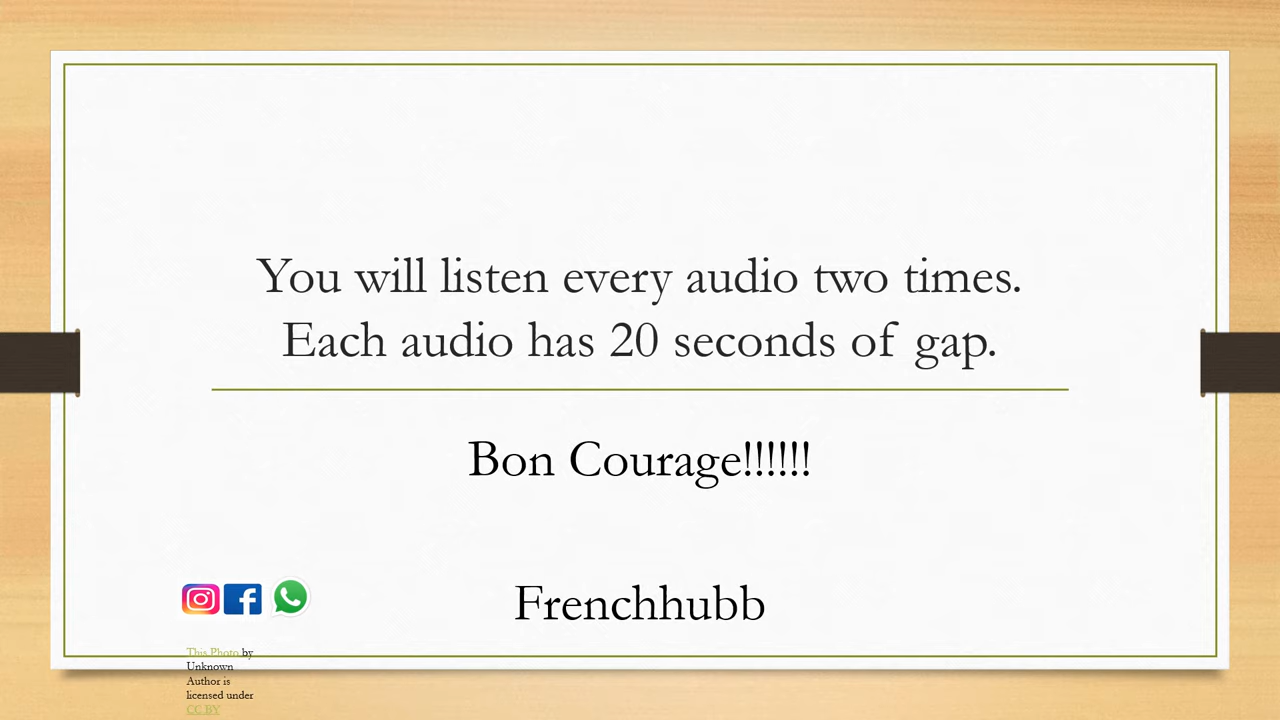 You will listen every audio two times.
Each audio has 20 seconds of gap.
Bon Courage!!!!!!
Frenchhubb
This Photo by
Unknown
Author is
licensed under
CC BY